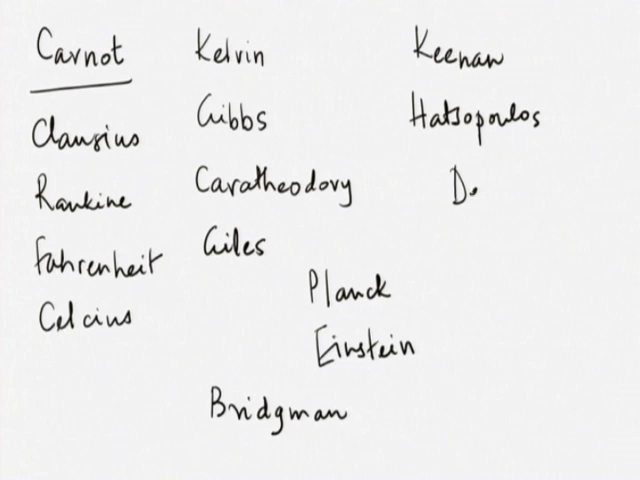 Carnot
Clausius
Rankine
Fahrenheit
Celcius
Kelvin
Gibbs
Caratheodory
Giles
Planck
Einstein
Bridgman
Keenan
Hatsopoulos
D.